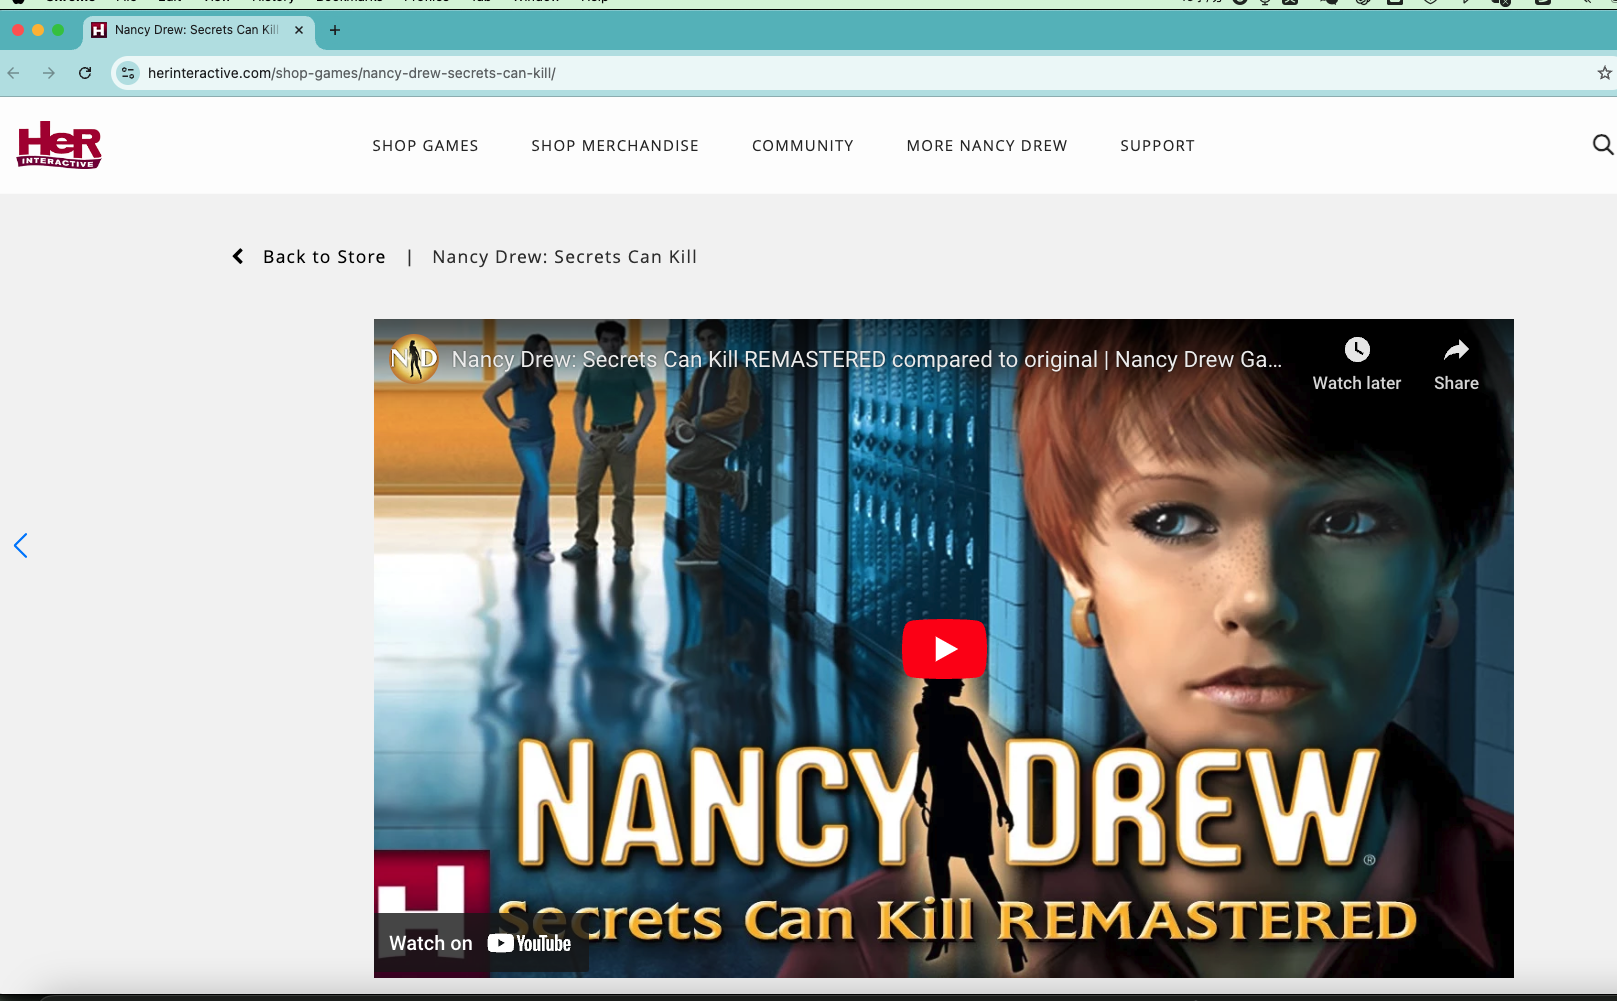 Nancy Drew: Secrets Can Kill
herinteractive.com/shop-games/nancy-drew-secrets-can-kill/
HeR
INTERACTIVE
SHOP GAMES
SHOP MERCHANDISE
COMMUNITY
MORE NANCY DREW
SUPPORT
Back to Store | Nancy Drew: Secrets Can Kill
ND
Nancy Drew: Secrets Can Kill REMASTERED compared to original | Nancy Drew Ga...
Watch later
Share
NANCY DREW®
Secrets Can Kill REMASTERED
H
Watch on YouTube